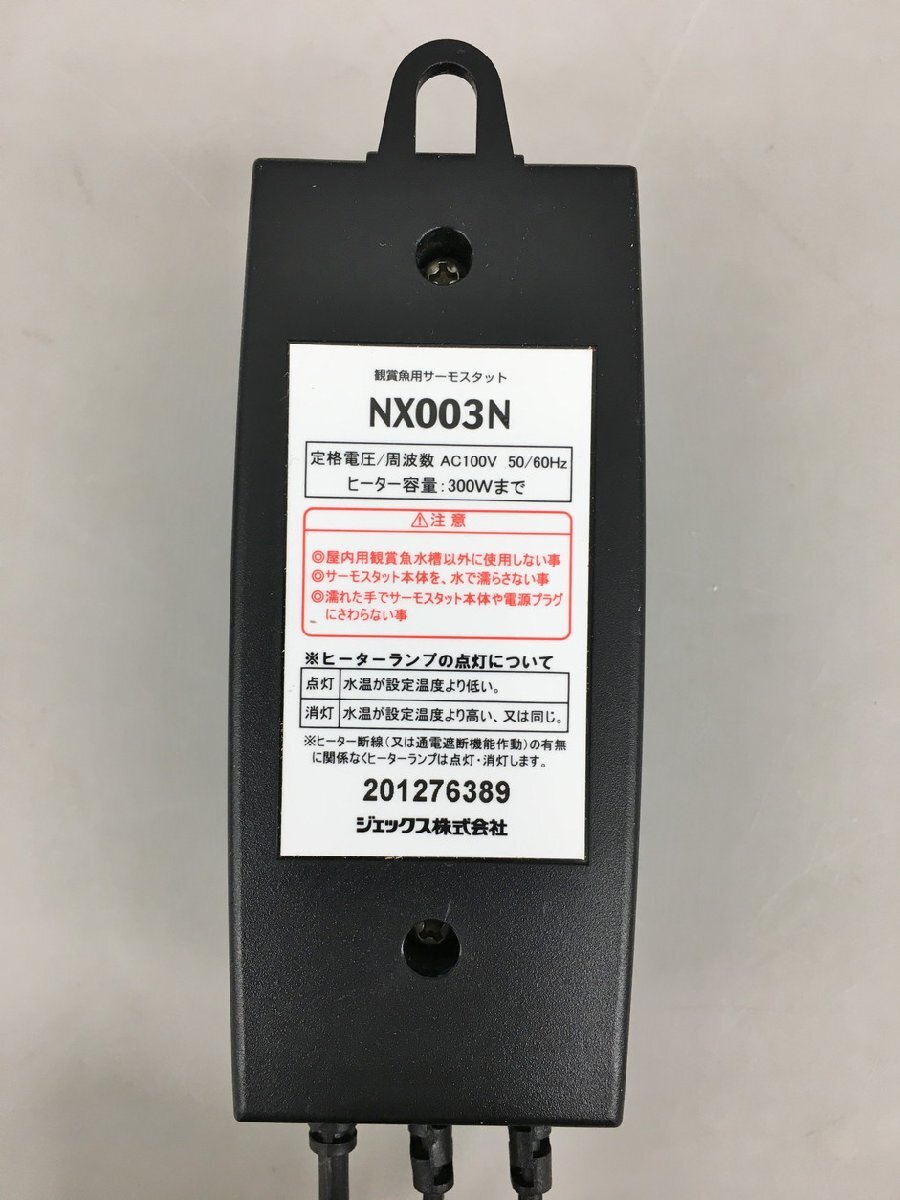 観賞魚用サーモスタット
NX003N
定格電圧/周波数 AC100V 50/60Hz
ヒーター容量:300Wまで
⚠注意
◎屋内用観賞魚水槽以外に使用しない事
◎サーモスタット本体を、水で濡らさない事
◎濡れた手でサーモスタット本体や電源プラグ
にさわらない事
※ヒーターランプの点灯について
点灯 水温が設定温度より低い。
消灯 水温が設定温度より高い、又は同じ。
※ヒーター断線(又は通電遮断機能作動)の有無
に関係なくヒーターランプは点灯・消灯します。
201276389
ジェックス株式会社